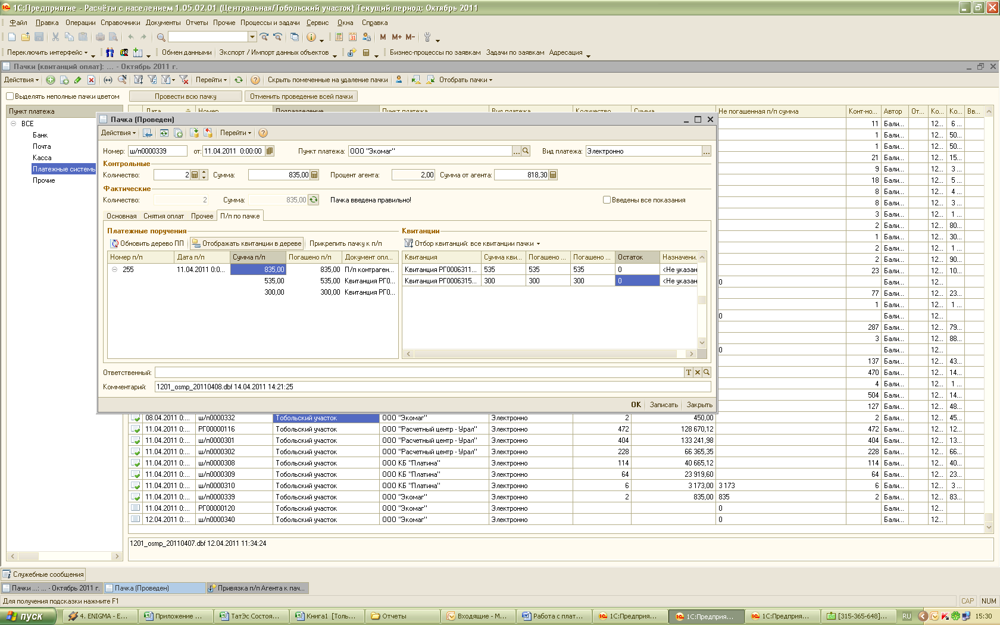 1С:Предприятие - Расчёты с населением 1.05.02.01 (Центральная/Тобольский участок) Текущий период: Октябрь 2011
Файл Правка Операции Справочники Документы Отчеты Прочие Процессы и задачи Сервис Окна Справка
M M+ M-
Переключить интерфейс Обмен данными Экспорт / Импорт данных объектов Бизнес-процессы по заявкам Задачи по заявкам Адресация
Пачки (квитанций оплат): ... - Октябрь 2011 г.
Действия Перейти Скрыть помеченные на удаление пачки Отобрать пачки
Выделять неполные пачки цветом Провести всю пачку Отменить проведение всей пачки
Пункт платежа
ВСЕ
Банк
Почта
Касса
Платежные системы
Прочие
Дата Номер Подразделение Пункт платежа Вид платежа Количество Сумма Не погашенная п/п сумма Конт-но... Автор От... Ко... Ко... Вв...
11 Бали... 12... 6 ...
1 Бали... 12... 50...
1 Бали... 12... 50...
21 Бали... 12... 15...
9 Бали... 12... 3 ...
18 Бали... 12... 5 ...
8 Бали... 12... 4 ...
8 Бали... 12... 3 ...
3 Бали... 12... 1 ...
2 Бали... 12... 80...
1 Бали... 12... 30...
2 Бали... 12... 1 ...
2 Бали... 12... 90...
23 Бали... 12... 10...
0 Бали... 12...
77 Бали... 12... 23...
1 Бали... 12... 1 ...
0 Бали... 12...
287 Бали... 12... 79...
3 Бали... 12... 88...
0 Бали... 12...
137 Бали... 12... 43...
470 Бали... 12... 14...
4 Бали... 12... 1 ...
504 Бали... 12... 14...
127 Бали... 12... 48...
Пачка (Проведен)
Действия Перейти
Номер: ш/п0000339 от: 11.04.2011 0:00:00 Пункт платежа: ООО "Экомаг" ... Вид платежа: Электронно ...
Контрольные
Количество: 2 Сумма: 835,00 Процент агента: 2,00 Сумма от агента: 818,30
Фактические
Количество: 2 Сумма: 835,00 Пачка введена правильно! Введены все показания
Основная Снятия оплат Прочее П/п по пачке
Платежные поручения Квитанции
Обновить дерево ПП Отображать квитанции в дереве Прикрепить пачку к п/п Отбор квитанций: все квитанции пачки
Номер п/п Дата п/п Сумма п/п Погашено п/п Документ опл... Квитанция Сумма кви... Погашено ... Погашено ... Остаток Назначени...
255 11.04.2011 0:0... 835,00 835,00 П/п контраген... Квитанция РГ0006311... 535 535 535 0 <Не указан
535,00 535,00 Квитанция РГ0... Квитанция РГ0006315... 300 300 300 0 <Не указан
300,00 300,00 Квитанция РГ0...
Ответственный: T
Комментарий: 1201_osmp_20110408.dbf 14.04.2011 14:21:25
OK Записать Закрыть
08.04.2011 0:... ш/п0000332 Тобольский участок ООО "Экомаг" Электронно 2 450,00 2 Бали... 12... 45...
11.04.2011 0:... РГ00000116 Тобольский участок ООО "Расчетный центр - Урал" Электронно 472 128 670,12 472 Бали... 12... 12...
11.04.2011 0:... ш/п0000301 Тобольский участок ООО "Расчетный центр - Урал" Электронно 404 133 241,98 404 Бали... 12... 13...
11.04.2011 0:... ш/п0000302 Тобольский участок ООО "Расчетный центр - Урал" Электронно 228 66 365,35 228 Бали... 12... 66...
11.04.2011 0:... ш/п0000308 Тобольский участок ООО КБ "Платина" Электронно 114 40 665,12 114 Бали... 12... 40...
11.04.2011 0:... ш/п0000309 Тобольский участок ООО КБ "Платина" Электронно 64 23 919,60 64 Бали... 12... 23...
11.04.2011 0:... ш/п0000310 Тобольский участок ООО КБ "Платина" Электронно 6 3 173,00 3 173 6 Бали... 12... 3 ...
11.04.2011 0:... ш/п0000339 Тобольский участок ООО "Экомаг" Электронно 2 835,00 835 2 Бали... 12... 83...
11.04.2011 0:... РГ00000120 Тобольский участок ООО "Экомаг" Электронно 0 Бали... 12...
12.04.2011 0:... ш/п0000340 Тобольский участок ООО "Экомаг" Электронно 0 Бали... 12...
1201_osmp_20110407.dbf 12.04.2011 11:34:24
Служебные сообщения
Пачки ...: ... - Октябрь 2011 г. Пачка (Проведен) Привязка п/п Агента к пач...
Для получения подсказки нажмите F1 CAP NUM
пуск 4. ENIGMA - E... Приложение ... ТатЭс Состоя... Книга1 [Толь... Отчеты Входящие - M... Работа с плат... 1С:Предприя... 1С:Предприя... 1С:Предприя... [315-365-648]... RU 15:30